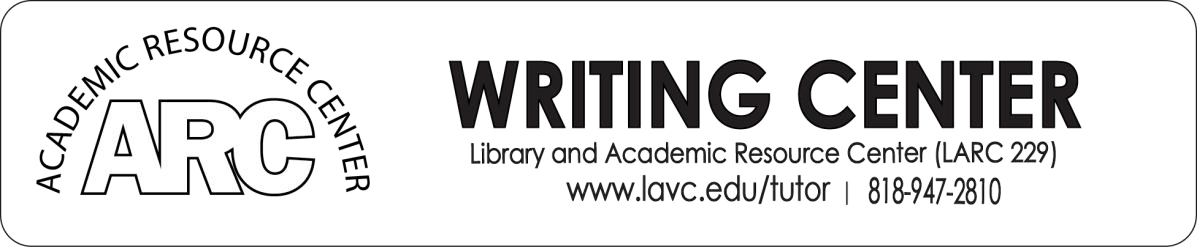 ACADEMIC RESOURCE CENTER
ARC
WRITING CENTER
Library and Academic Resource Center (LARC 229)
www.lavc.edu/tutor | 818-947-2810